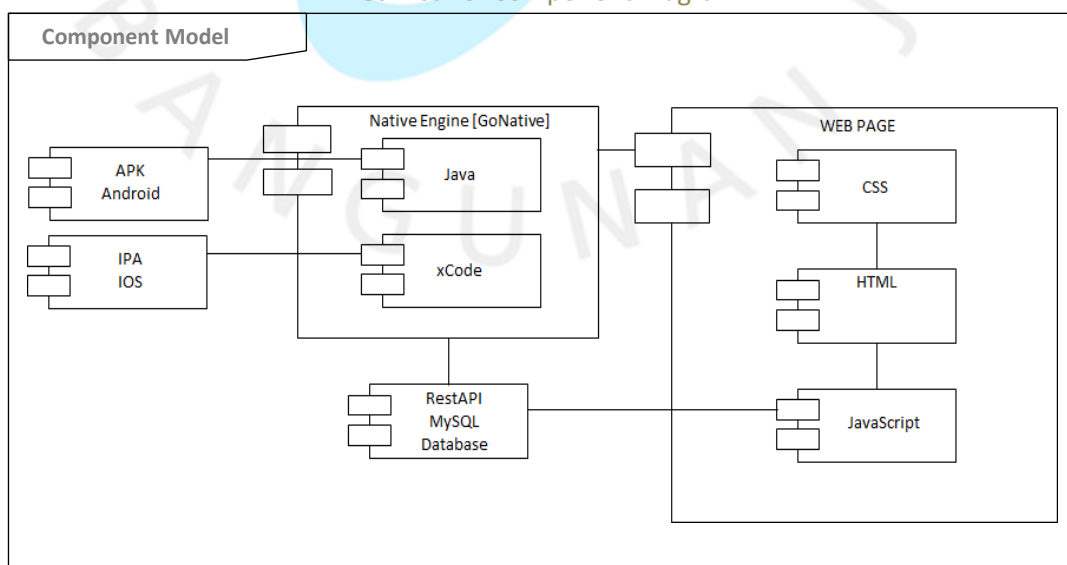 Component Model
Native Engine [GoNative]
WEB PAGE
APK
Android
Java
CSS
IPA
IOS
xCode
HTML
RestAPI
MySQL
Database
JavaScript
B A N G U N A N J